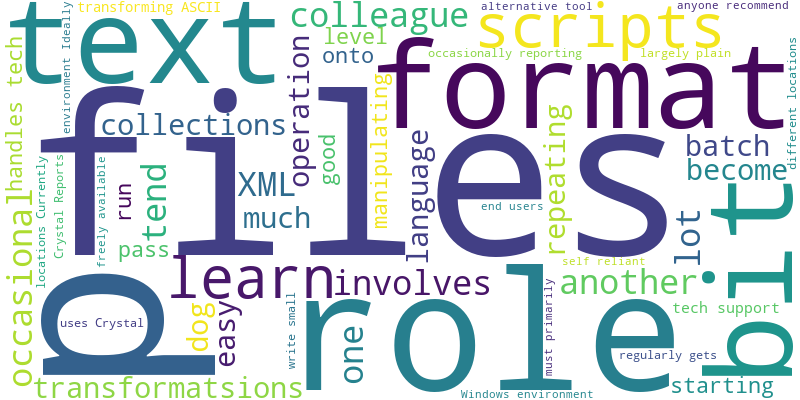 transforming ASCII
colleague
alternative tool
anyone recommend
text
scripts
level
onto
occasionally reporting
largely plain
format
environment Ideally
handles tech
operation
manipulating
different locations
files
collections
good
language
repeating
batch
become
locations Currently
Crystal Reports
freely available
run
tend
XML
much
pass
end users
lot
bit
occasional
learn
involves
self reliant
another
p
uses Crystal
dog
easy
write small
one
role
must primarily
tech support
regularly gets
transformatsions
Windows environment
starting